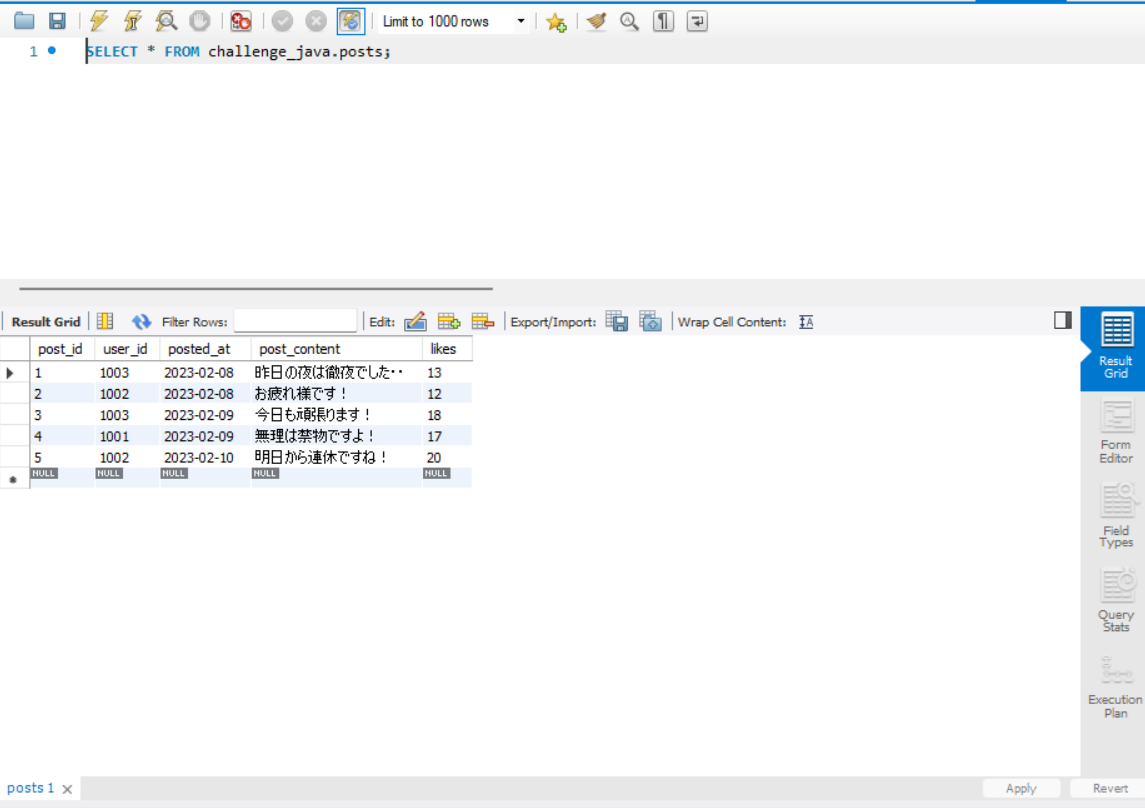 Limit to 1000 rows
1 SELECT * FROM challenge_java.posts;
Result Grid Filter Rows: Edit: Export/Import: Wrap Cell Content:
post_id user_id posted_at post_content likes
1 1003 2023-02-08 昨日の夜は徹夜でした・・ 13
2 1002 2023-02-08 お疲れ様です！ 12
3 1003 2023-02-09 今日も頑張ります！ 18
4 1001 2023-02-09 無理は禁物ですよ！ 17
5 1002 2023-02-10 明日から連休ですね！ 20
NULL NULL NULL NULL NULL
Result
Grid
Form
Editor
Field
Types
Query
Stats
Execution
Plan
posts 1 Apply Revert